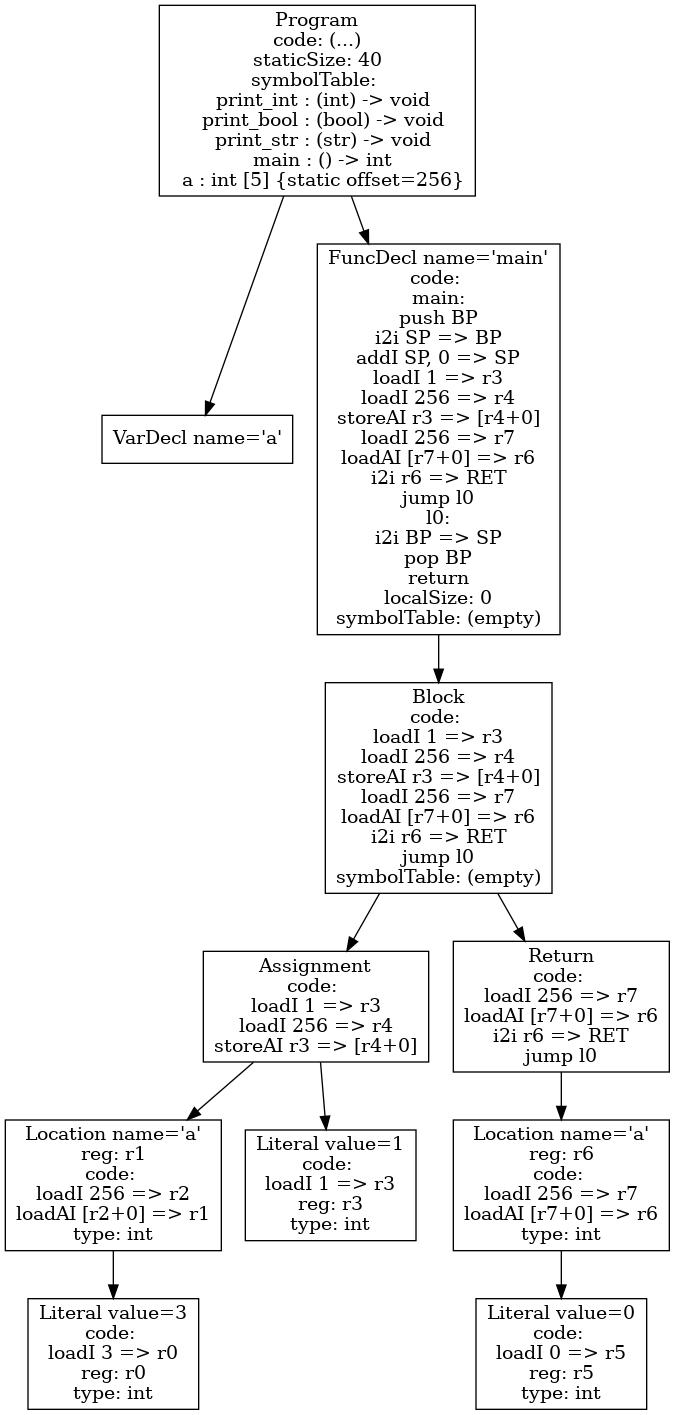 Program
code: (...)
staticSize: 40
symbolTable:
print_int : (int) -> void
print_bool : (bool) -> void
print_str : (str) -> void
main : () -> int
a : int [5] {static offset=256}
VarDecl name='a'
FuncDecl name='main'
code:
main:
push BP
i2i SP => BP
addI SP, 0 => SP
loadI 1 => r3
loadI 256 => r4
storeAI r3 => [r4+0]
loadI 256 => r7
loadAI [r7+0] => r6
i2i r6 => RET
jump l0
l0:
i2i BP => SP
pop BP
return
localSize: 0
symbolTable: (empty)
Block
code:
loadI 1 => r3
loadI 256 => r4
storeAI r3 => [r4+0]
loadI 256 => r7
loadAI [r7+0] => r6
i2i r6 => RET
jump l0
symbolTable: (empty)
Assignment
code:
loadI 1 => r3
loadI 256 => r4
storeAI r3 => [r4+0]
Return
code:
loadI 256 => r7
loadAI [r7+0] => r6
i2i r6 => RET
jump l0
Location name='a'
reg: r1
code:
loadI 256 => r2
loadAI [r2+0] => r1
type: int
Literal value=1
code:
loadI 1 => r3
reg: r3
type: int
Location name='a'
reg: r6
code:
loadI 256 => r7
loadAI [r7+0] => r6
type: int
Literal value=3
code:
loadI 3 => r0
reg: r0
type: int
Literal value=0
code:
loadI 0 => r5
reg: r5
type: int